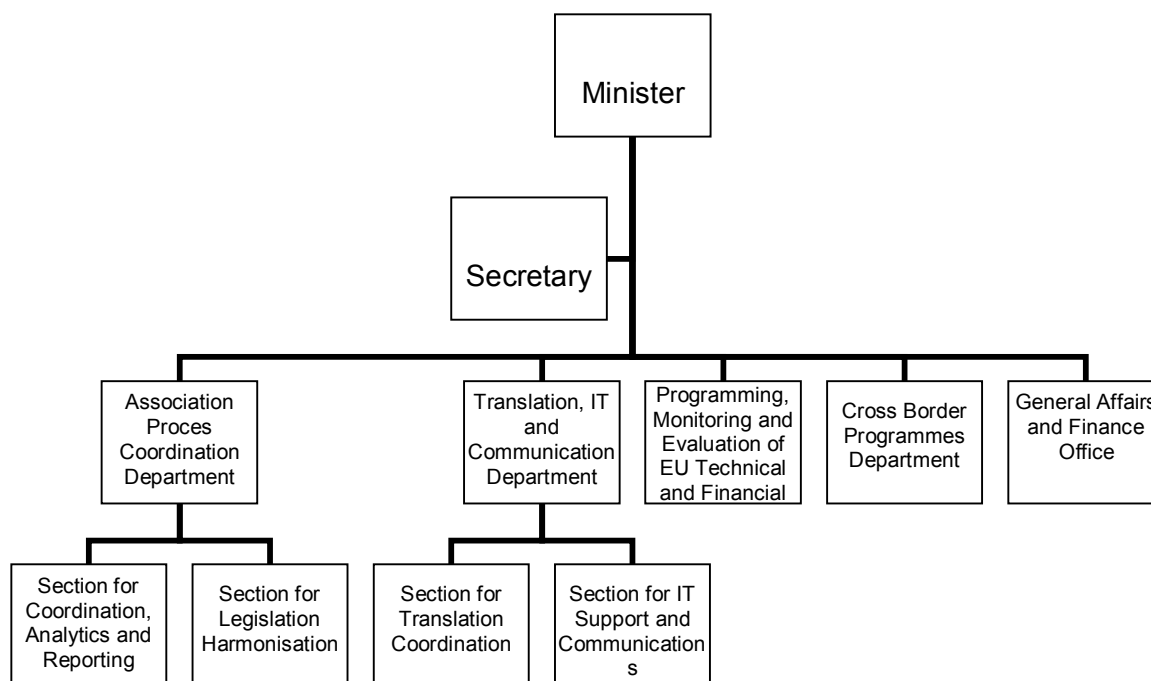 Minister
Secretary
Association
Proces
Coordination
Department
Translation, IT
and
Communication
Department
Programming,
Monitoring and
Evaluation of
EU Technical
and Financial
Cross Border
Programmes
Department
General Affairs
and Finance
Office
Section for
Coordination,
Analytics and
Reporting
Section for
Legislation
Harmonisation
Section for
Translation
Coordination
Section for IT
Support and
Communication
s